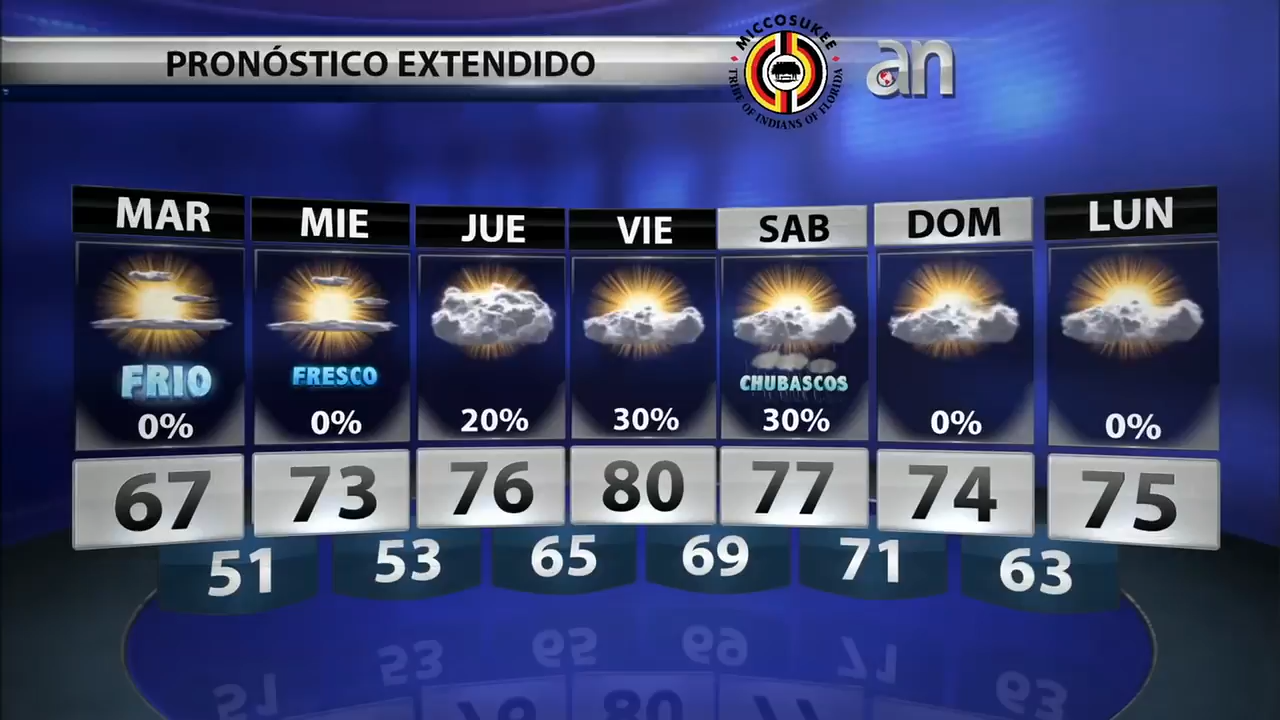 PRONÓSTICO EXTENDIDO
MICCOSUKEE
TRIBE OF INDIANS OF FLORIDA
an
MAR MIE JUE VIE SAB DOM LUN
FRIO FRESCO CHUBASCOS
0% 0% 20% 30% 30% 0% 0%
67 73 76 80 77 74 75
51 53 65 69 71 63